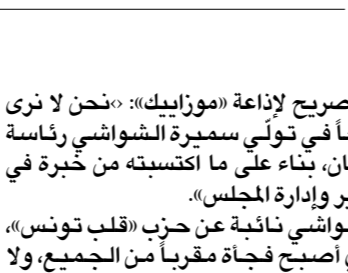 صريح لإذاعة «موزاييك»: «نحن لا نرى
اً في تولّي سميرة الشواشي رئاسة
ان، بناء على ما اكتسبته من خبرة في
ير وإدارة المجلس».
واشي نائبة عن حزب «قلب تونس»،
ي أصبح فجأة مقرباً من الجميع، ولا